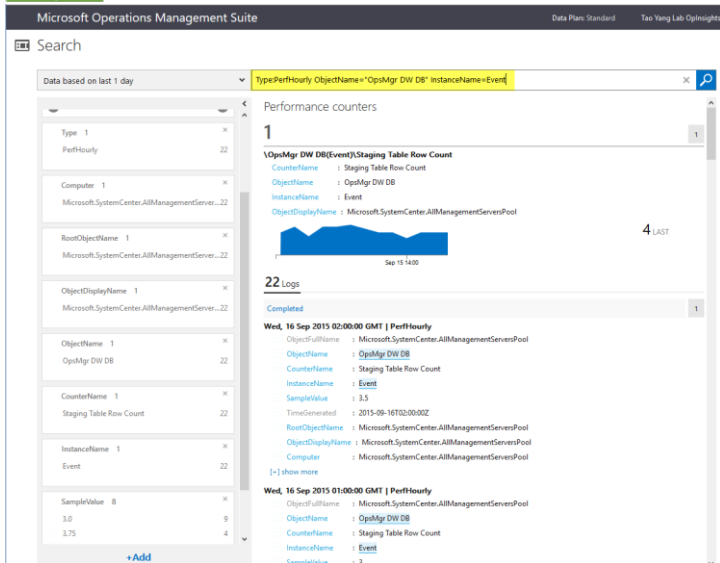 Microsoft Operations Management Suite
Data Plan: Standard
Tao Yang Lab OpInsights
Search
Data based on last 1 day
Type:PerfHourly ObjectName="OpsMgr DW DB" InstanceName=Event
Type 1
PerfHourly 22
Computer 1
Microsoft.SystemCenter.AllManagementServer...22
RootObjectName 1
Microsoft.SystemCenter.AllManagementServer...22
ObjectDisplayName 1
Microsoft.SystemCenter.AllManagementServer...22
ObjectName 1
OpsMgr DW DB 22
CounterName 1
Staging Table Row Count 22
InstanceName 1
Event 22
SampleValue 8
3.0 9
3.75 4
+Add
Performance counters
1
1
\OpsMgr DW DB(Event)\Staging Table Row Count
CounterName : Staging Table Row Count
ObjectName : OpsMgr DW DB
InstanceName : Event
ObjectDisplayName : Microsoft.SystemCenter.AllManagementServersPool
4 LAST
Sep 15 14:00
22 Logs
Completed 1
Wed, 16 Sep 2015 02:00:00 GMT | PerfHourly
ObjectFullName : Microsoft.SystemCenter.AllManagementServersPool
ObjectName : OpsMgr DW DB
CounterName : Staging Table Row Count
InstanceName : Event
SampleValue : 3.5
TimeGenerated : 2015-09-16T02:00:00Z
RootObjectName : Microsoft.SystemCenter.AllManagementServersPool
ObjectDisplayName : Microsoft.SystemCenter.AllManagementServersPool
Computer : Microsoft.SystemCenter.AllManagementServersPool
[+] show more
Wed, 16 Sep 2015 01:00:00 GMT | PerfHourly
ObjectFullName : Microsoft.SystemCenter.AllManagementServersPool
ObjectName : OpsMgr DW DB
CounterName : Staging Table Row Count
InstanceName : Event
SampleValue : 3